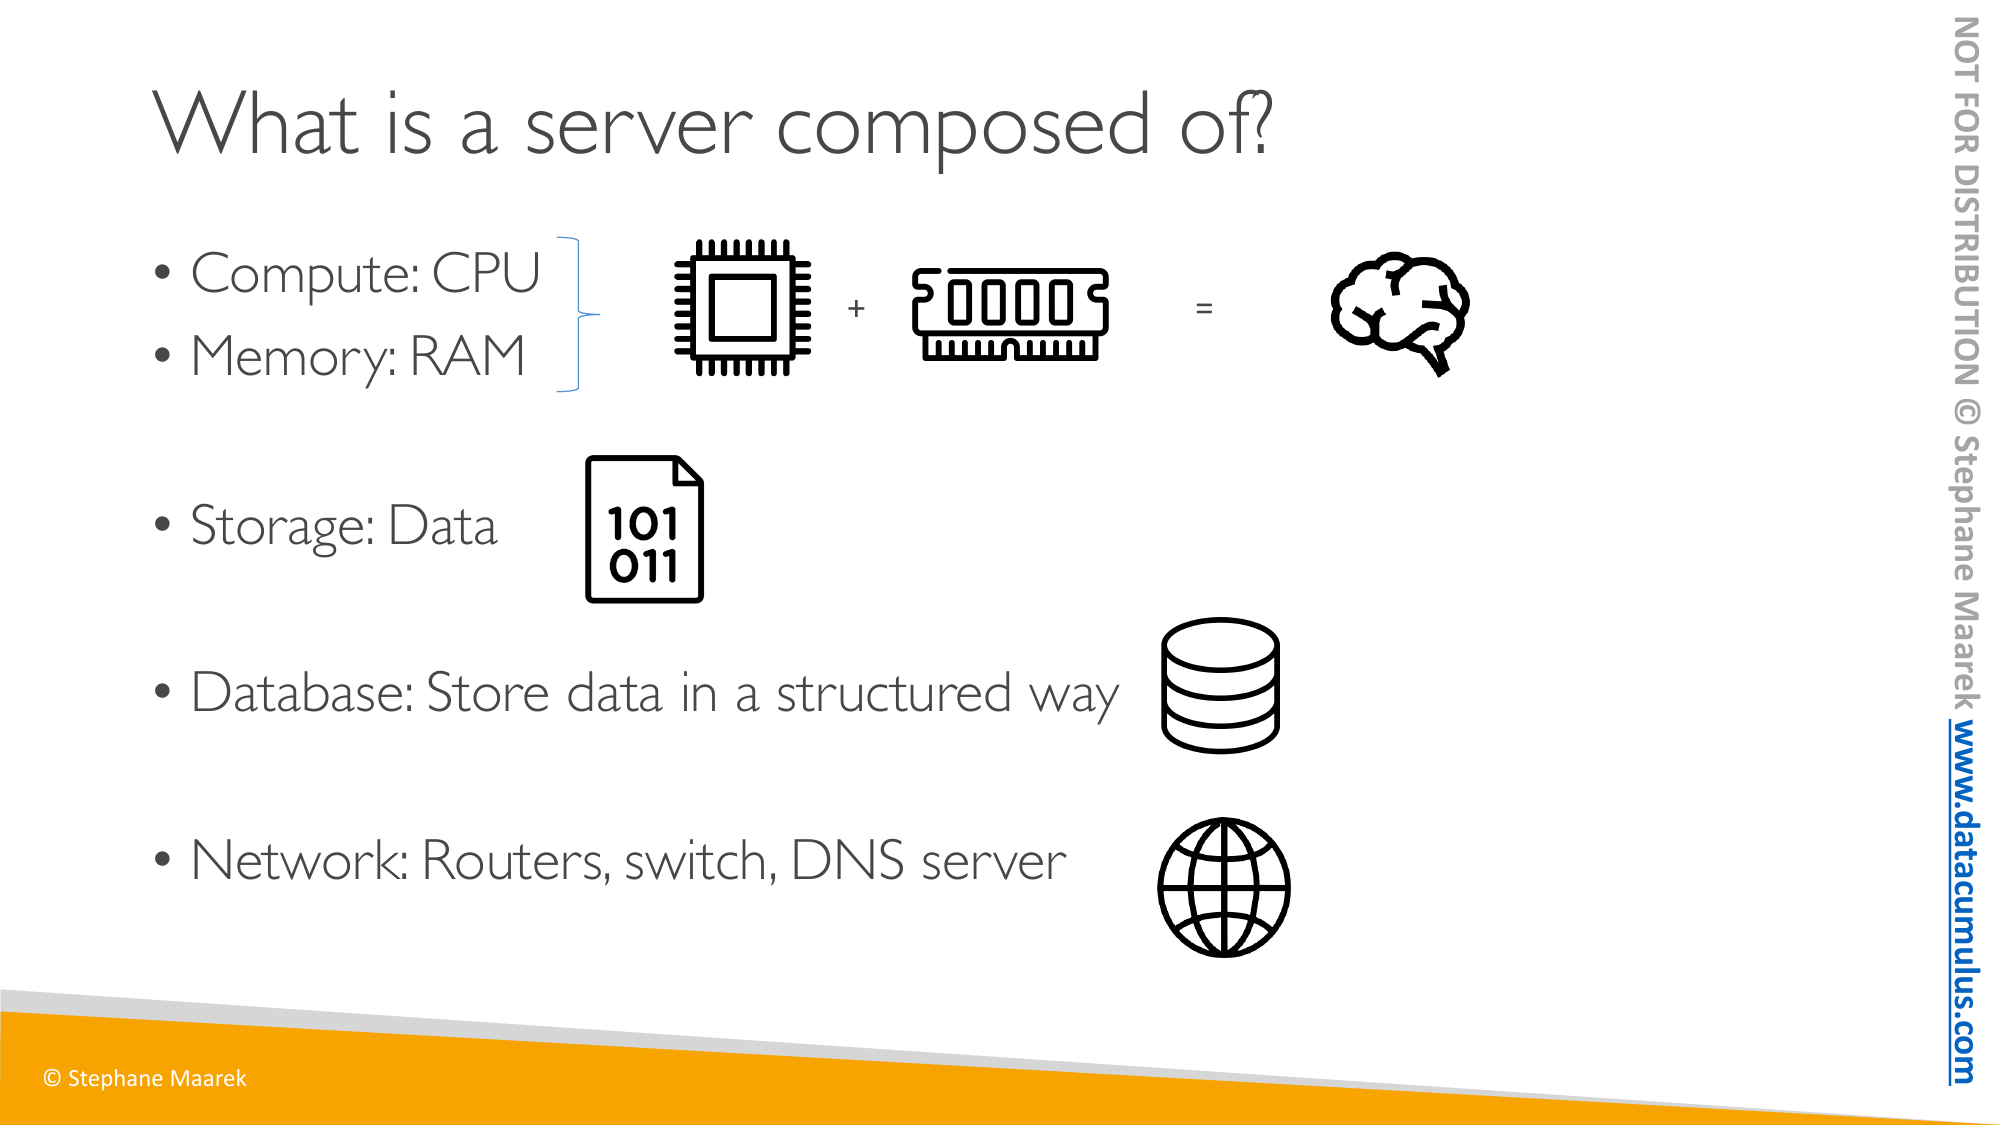 What is a server composed of?
• Compute: CPU
• Memory: RAM
+
=
• Storage: Data
101
011
• Database: Store data in a structured way
• Network: Routers, switch, DNS server
© Stephane Maarek
NOT FOR DISTRIBUTION © Stephane Maarek www.datacumulus.com